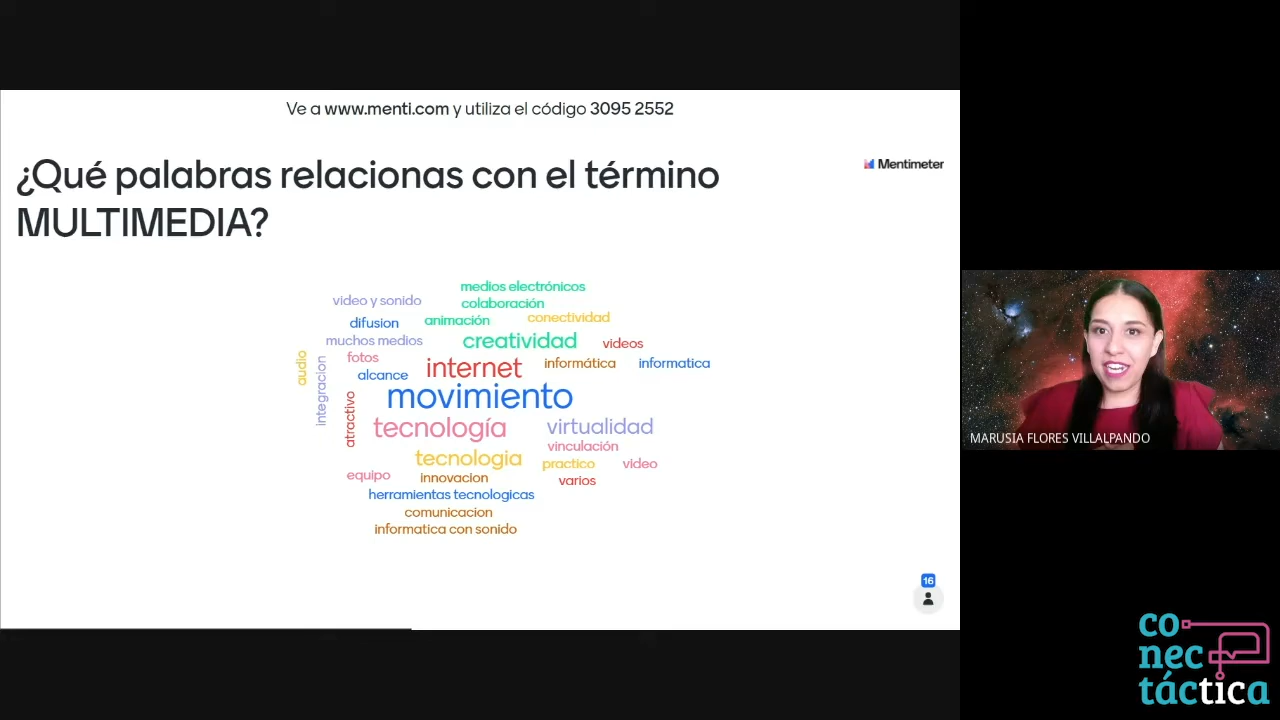 Ve a www.menti.com y utiliza el código 3095 2552
¿Qué palabras relacionas con el término
MULTIMEDIA?
Mentimeter
medios electrónicos
video y sonido
colaboración
difusion
animación
conectividad
muchos medios
creatividad
videos
audio
integracion
fotos
internet
informática
informatica
alcance
movimiento
atractivo
tecnología
virtualidad
vinculación
tecnologia
practico
video
equipo
innovacion
varios
herramientas tecnologicas
comunicacion
informatica con sonido
16
MARUSIA FLORES VILLALPANDO
co
nec
táctica